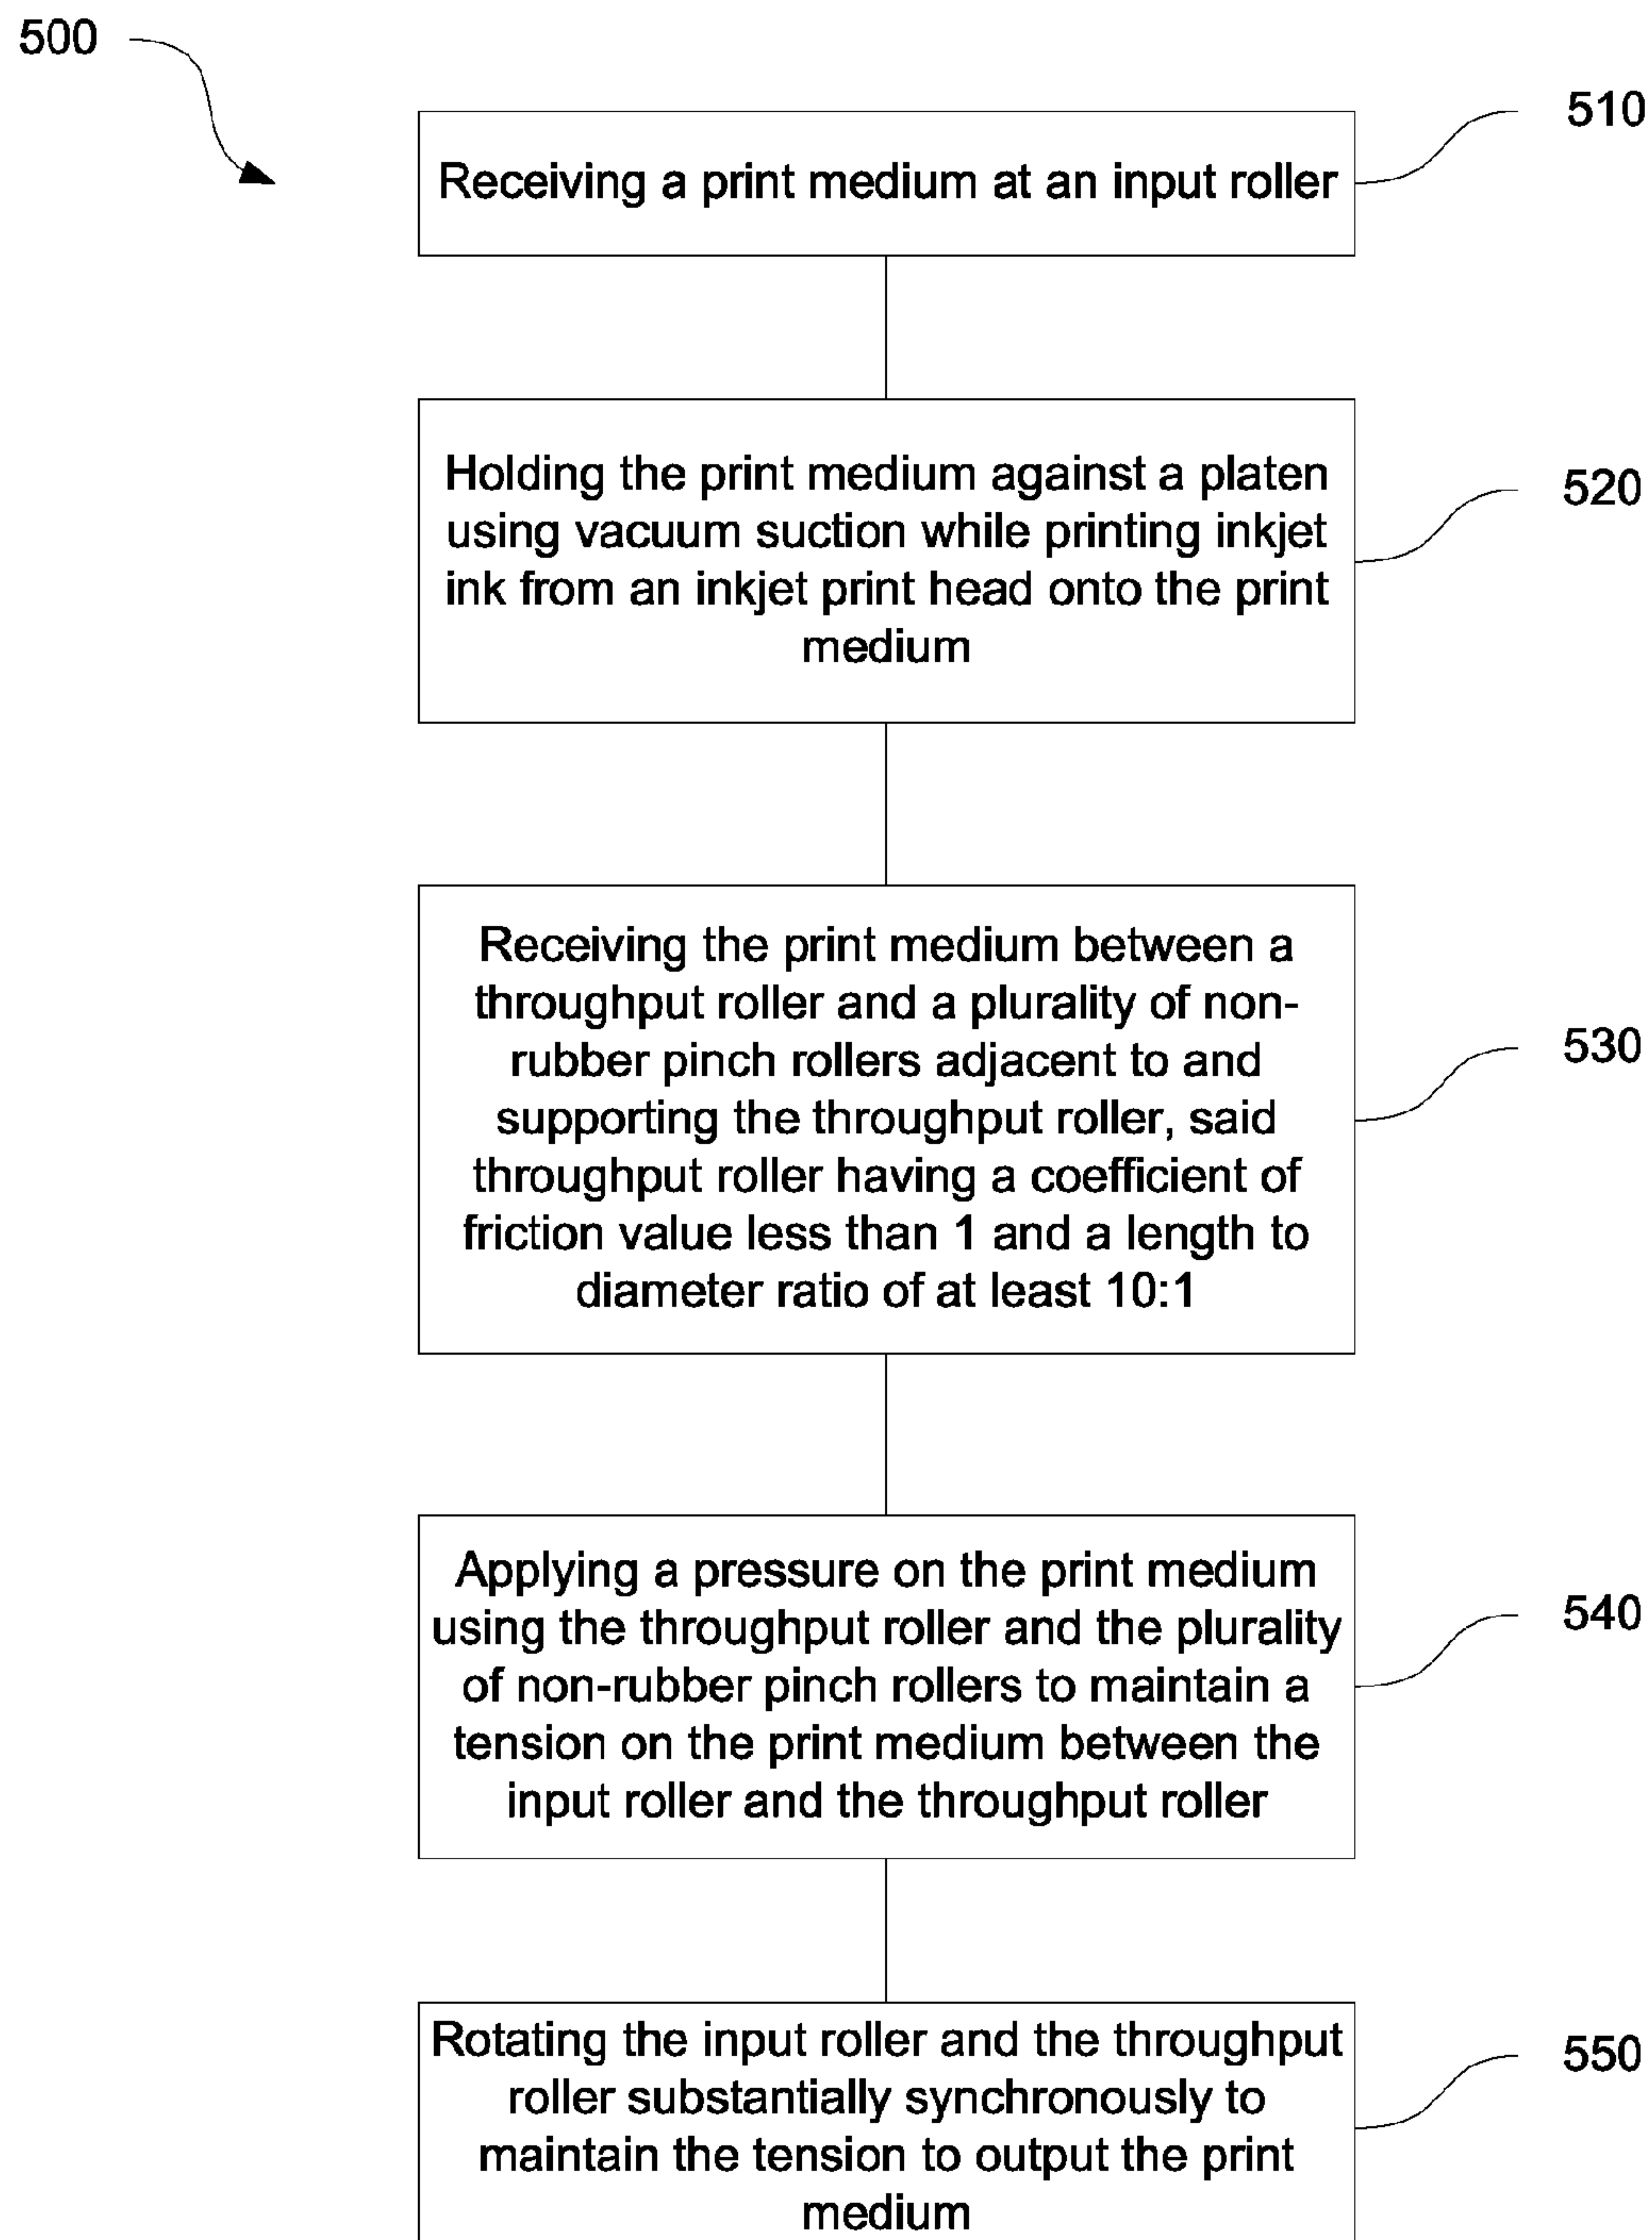 500
510
Receiving a print medium at an input roller
Holding the print medium against a platen
using vacuum suction while printing inkjet
ink from an inkjet print head onto the print
medium
520
Receiving the print medium between a
throughput roller and a plurality of non-
rubber pinch rollers adjacent to and
supporting the throughput roller, said
throughput roller having a coefficient of
friction value less than 1 and a length to
diameter ratio of at least 10:1
530
Applying a pressure on the print medium
using the throughput roller and the plurality
of non-rubber pinch rollers to maintain a
tension on the print medium between the
input roller and the throughput roller
540
Rotating the input roller and the throughput
roller substantially synchronously to
maintain the tension to output the print
medium
550